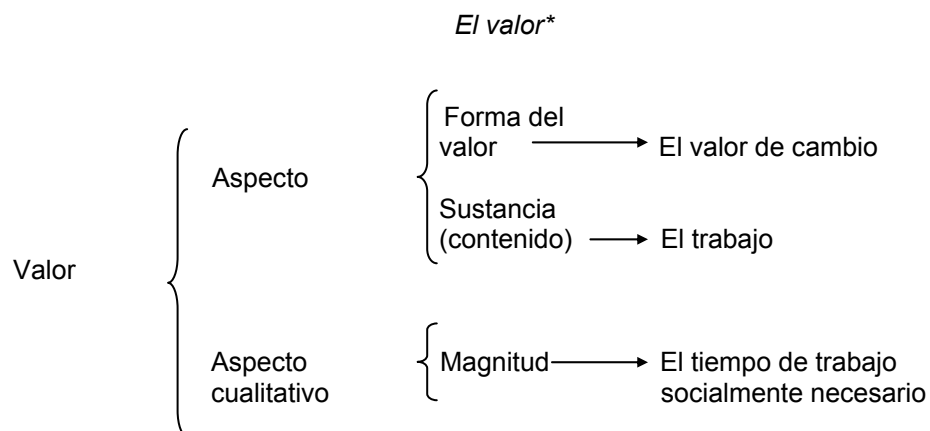 El valor*
Forma del
valor
El valor de cambio
Aspecto
Sustancia
(contenido)
El trabajo
Valor
Aspecto
cualitativo
Magnitud
El tiempo de trabajo
socialmente necesario